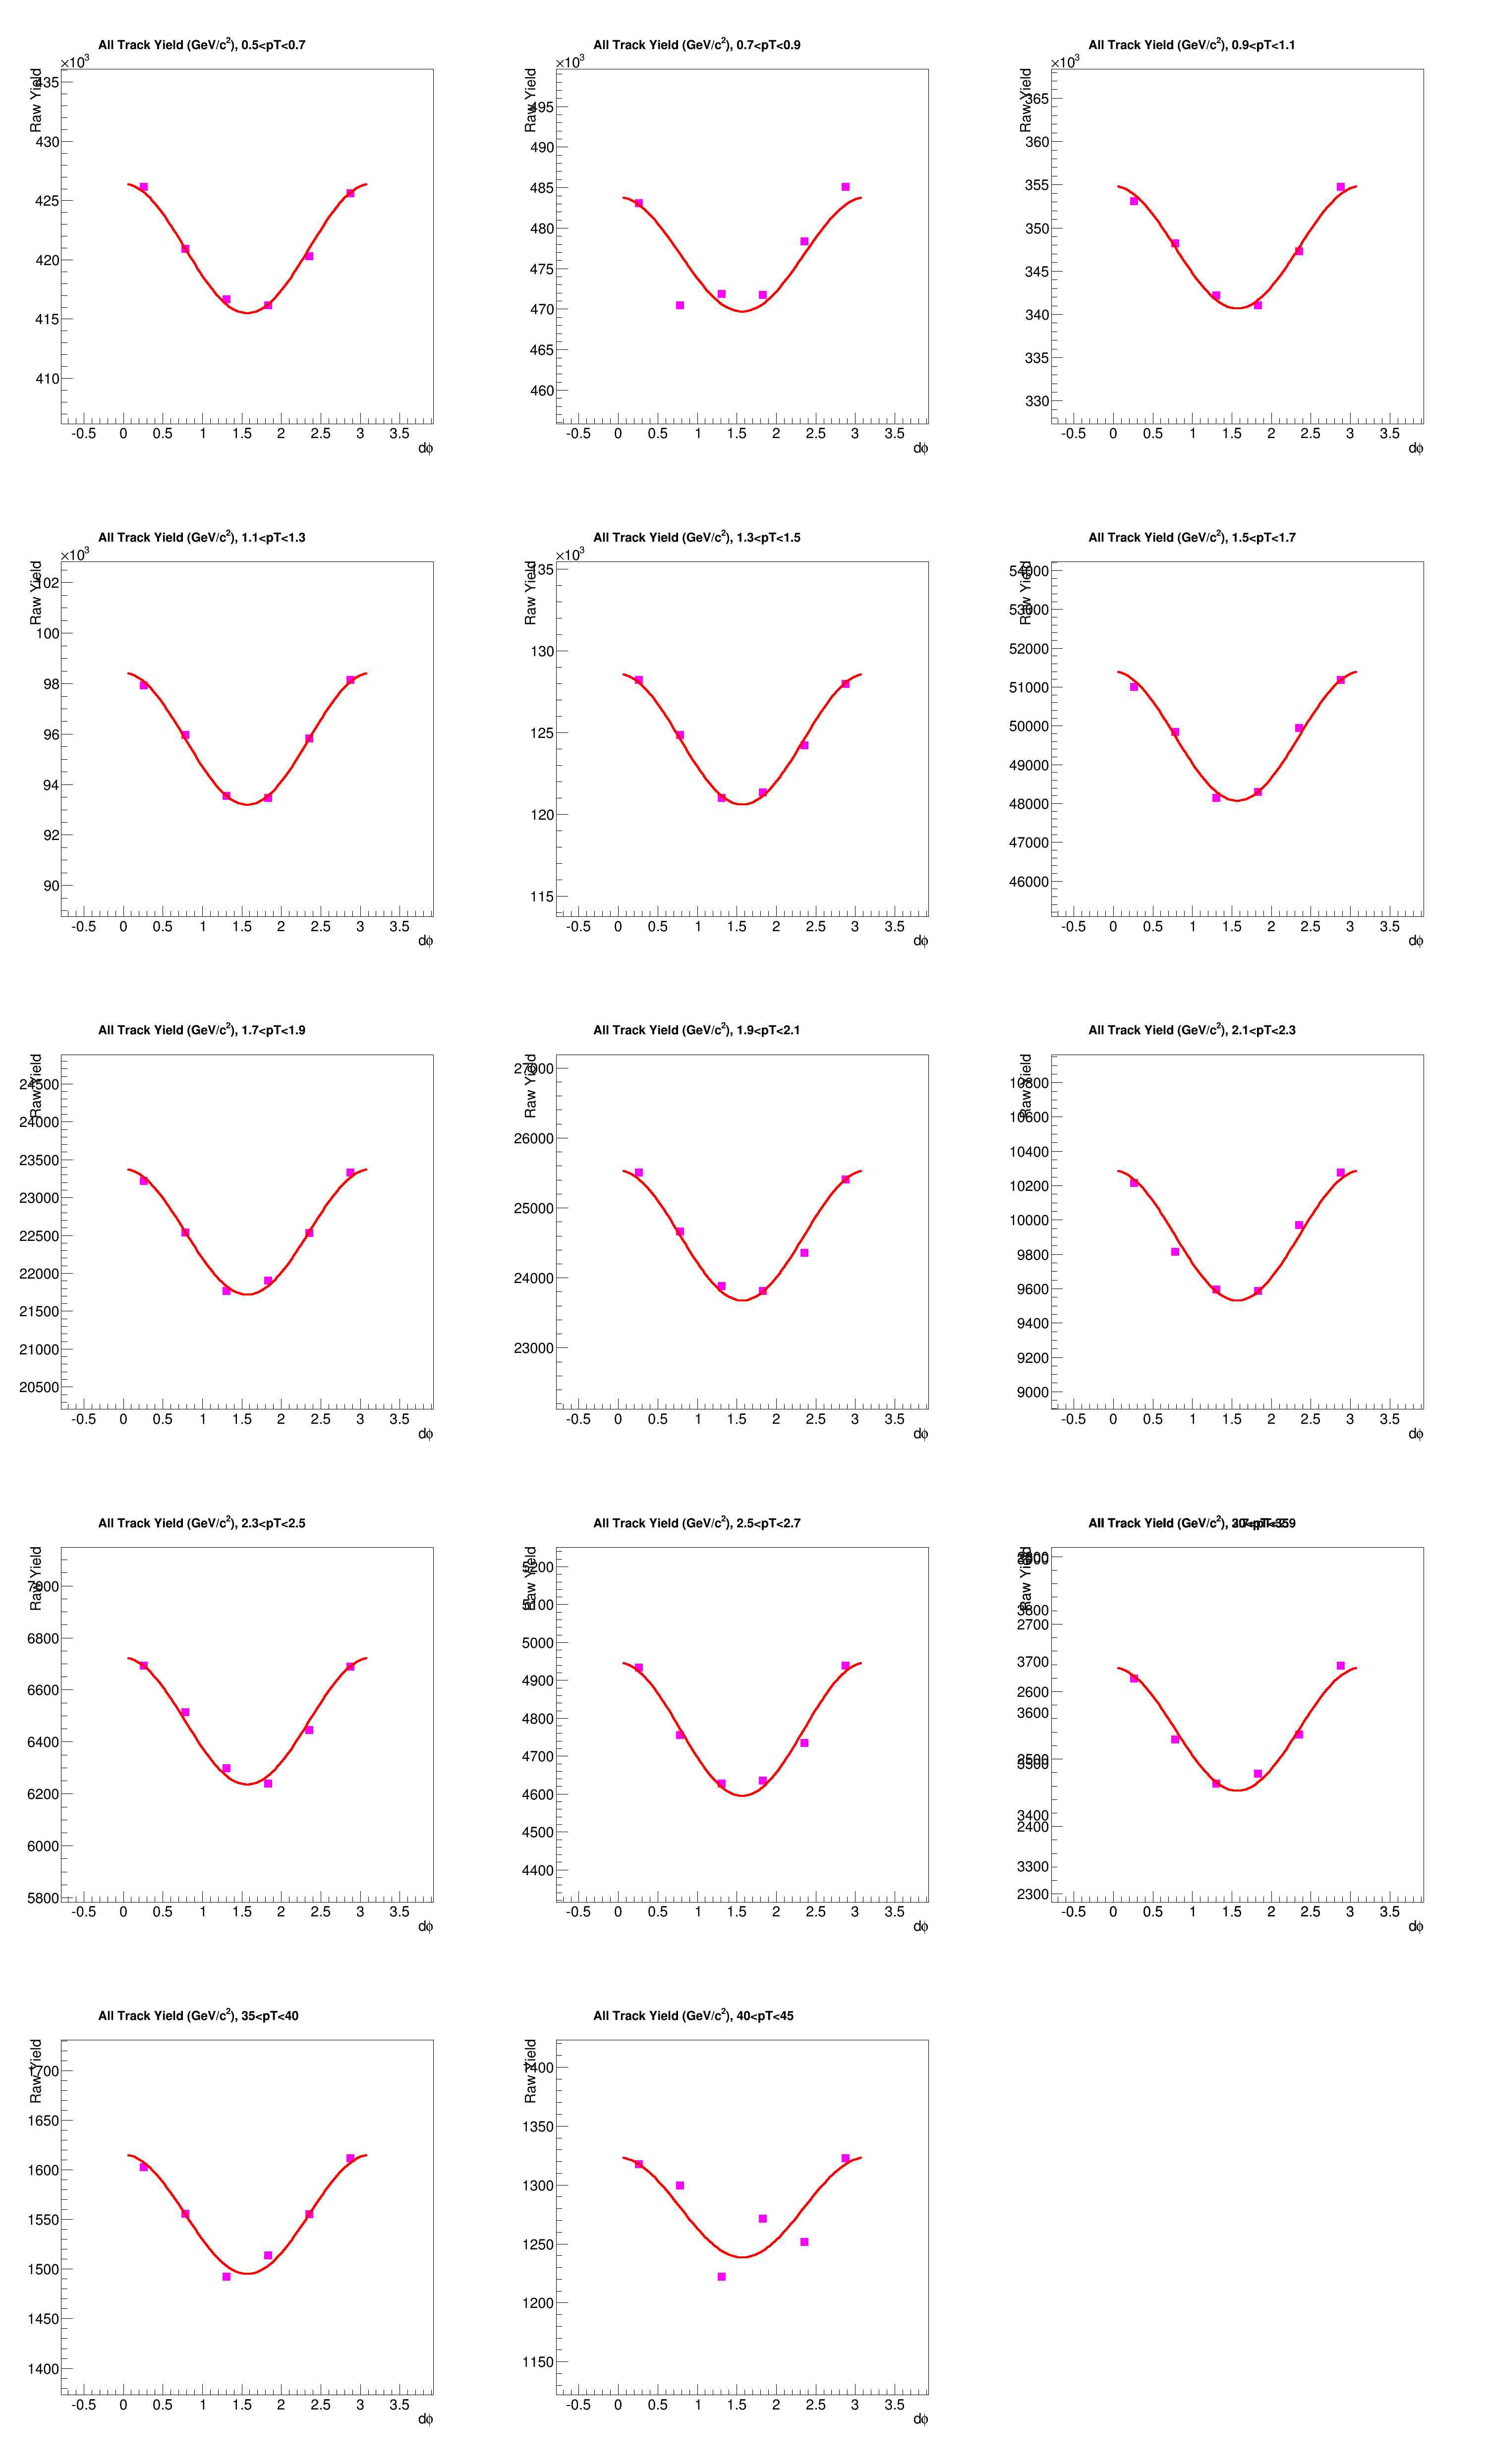 All Track Yield (GeV/c²), 0.5<pT<0.7
×10³
Raw Yield
435
430
425
420
415
410
-0.5 0 0.5 1 1.5 2 2.5 3 3.5
dϕ
All Track Yield (GeV/c²), 0.7<pT<0.9
×10³
Raw Yield
495
490
485
480
475
470
465
460
-0.5 0 0.5 1 1.5 2 2.5 3 3.5
dϕ
All Track Yield (GeV/c²), 0.9<pT<1.1
×10³
Raw Yield
365
360
355
350
345
340
335
330
-0.5 0 0.5 1 1.5 2 2.5 3 3.5
dϕ
All Track Yield (GeV/c²), 1.1<pT<1.3
×10³
Raw Yield
102
100
98
96
94
92
90
-0.5 0 0.5 1 1.5 2 2.5 3 3.5
dϕ
All Track Yield (GeV/c²), 1.3<pT<1.5
×10³
Raw Yield
135
130
125
120
115
-0.5 0 0.5 1 1.5 2 2.5 3 3.5
dϕ
All Track Yield (GeV/c²), 1.5<pT<1.7
Raw Yield
54000
53000
52000
51000
50000
49000
48000
47000
46000
-0.5 0 0.5 1 1.5 2 2.5 3 3.5
dϕ
All Track Yield (GeV/c²), 1.7<pT<1.9
Raw Yield
24500
24000
23500
23000
22500
22000
21500
21000
20500
-0.5 0 0.5 1 1.5 2 2.5 3 3.5
dϕ
All Track Yield (GeV/c²), 1.9<pT<2.1
Raw Yield
27000
26000
25000
24000
23000
-0.5 0 0.5 1 1.5 2 2.5 3 3.5
dϕ
All Track Yield (GeV/c²), 2.1<pT<2.3
Raw Yield
10800
10600
10400
10200
10000
9800
9600
9400
9200
9000
-0.5 0 0.5 1 1.5 2 2.5 3 3.5
dϕ
All Track Yield (GeV/c²), 2.3<pT<2.5
Raw Yield
7000
6800
6600
6400
6200
6000
5800
-0.5 0 0.5 1 1.5 2 2.5 3 3.5
dϕ
All Track Yield (GeV/c²), 2.5<pT<2.7
Raw Yield
5200
5100
5000
4900
4800
4700
4600
4500
4400
-0.5 0 0.5 1 1.5 2 2.5 3 3.5
dϕ
All Track Yield (GeV/c²),
Raw Yield
3800
2700
3700
2600
3600
3400
2400
3300
2300
-0.5 0 0.5 1 1.5 2 2.5 3 3.5
dϕ
All Track Yield (GeV/c²), 35<pT<40
Raw Yield
1700
1650
1600
1550
1500
1450
1400
-0.5 0 0.5 1 1.5 2 2.5 3 3.5
dϕ
All Track Yield (GeV/c²), 40<pT<45
Raw Yield
1400
1350
1300
1250
1200
1150
-0.5 0 0.5 1 1.5 2 2.5 3 3.5
dϕ